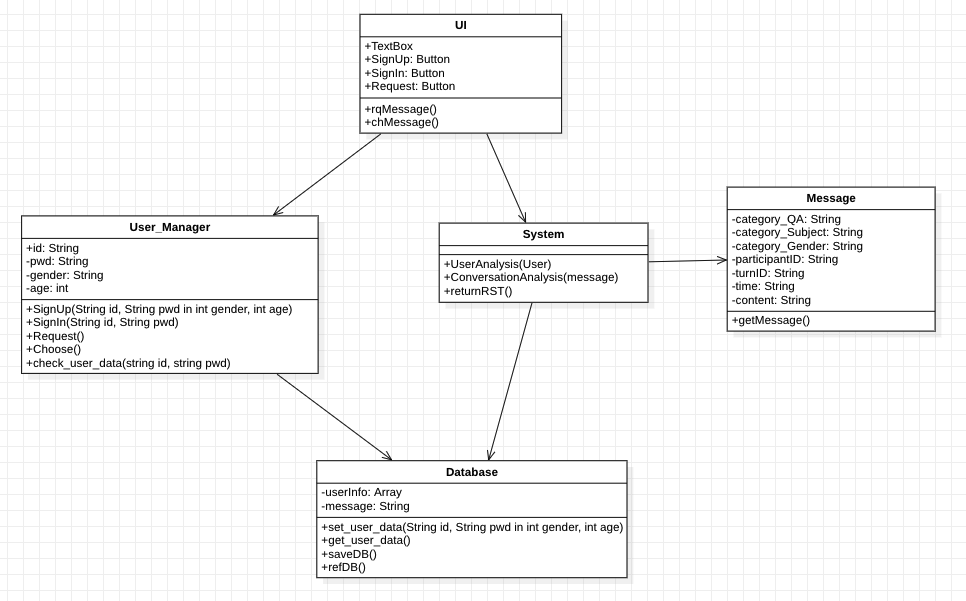 UI
+TextBox
+SignUp: Button
+SignIn: Button
+Request: Button
+rqMessage()
+chMessage()
User_Manager
+id: String
-pwd: String
-gender: String
-age: int
+SignUp(String id, String pwd in int gender, int age)
+SignIn(String id, String pwd)
+Request()
+Choose()
+check_user_data(string id, string pwd)
System
+UserAnalysis(User)
+ConversationAnalysis(message)
+returnRST()
Message
-category_QA: String
-category_Subject: String
-category_Gender: String
-participantID: String
-turnID: String
-time: String
-content: String
+getMessage()
Database
-userInfo: Array
-message: String
+set_user_data(String id, String pwd in int gender, int age)
+get_user_data()
+saveDB()
+refDB()